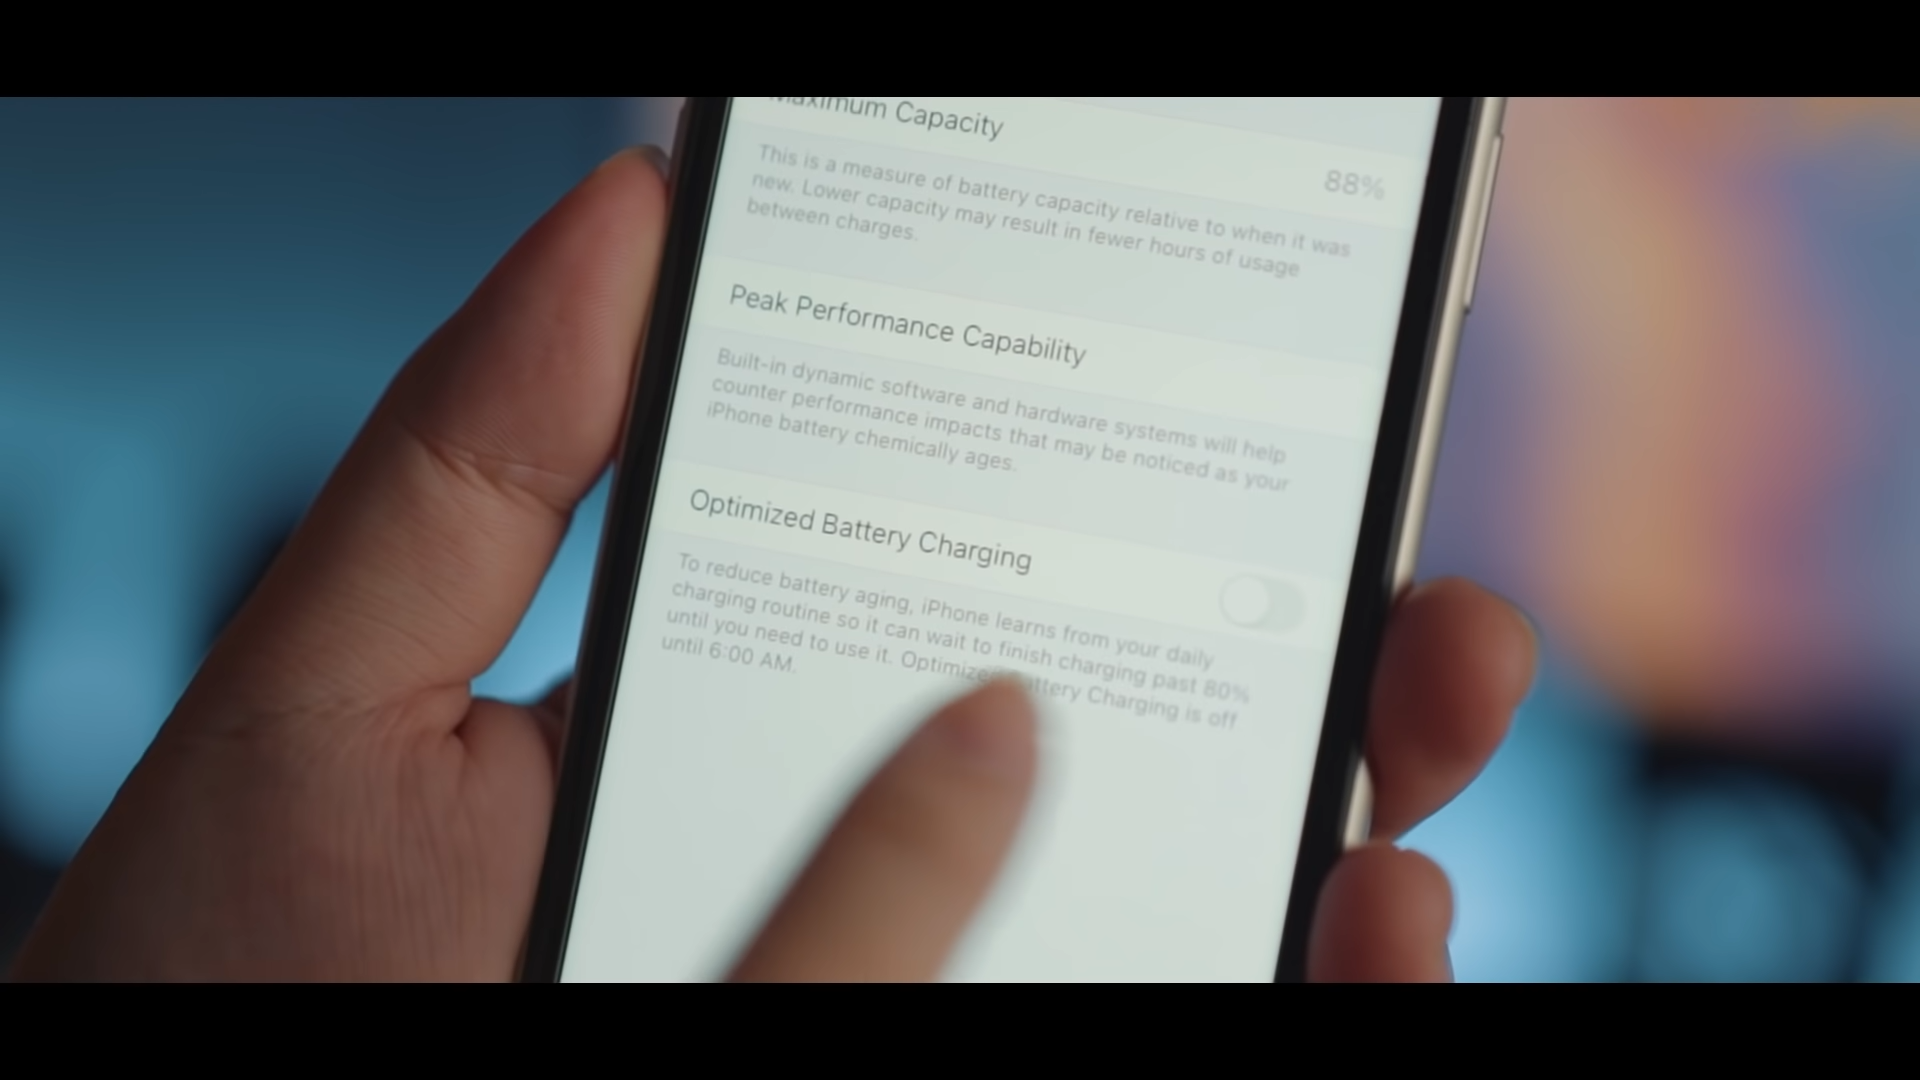 Maximum Capacity
88%
This is a measure of battery capacity relative to when it was
new. Lower capacity may result in fewer hours of usage
between charges.
Peak Performance Capability
Built-in dynamic software and hardware systems will help
counter performance impacts that may be noticed as your
iPhone battery chemically ages.
Optimized Battery Charging
To reduce battery aging, iPhone learns from your daily
charging routine so it can wait to finish charging past 80%
until you need to use it. Optimized Battery Charging is off
until 6:00 AM.